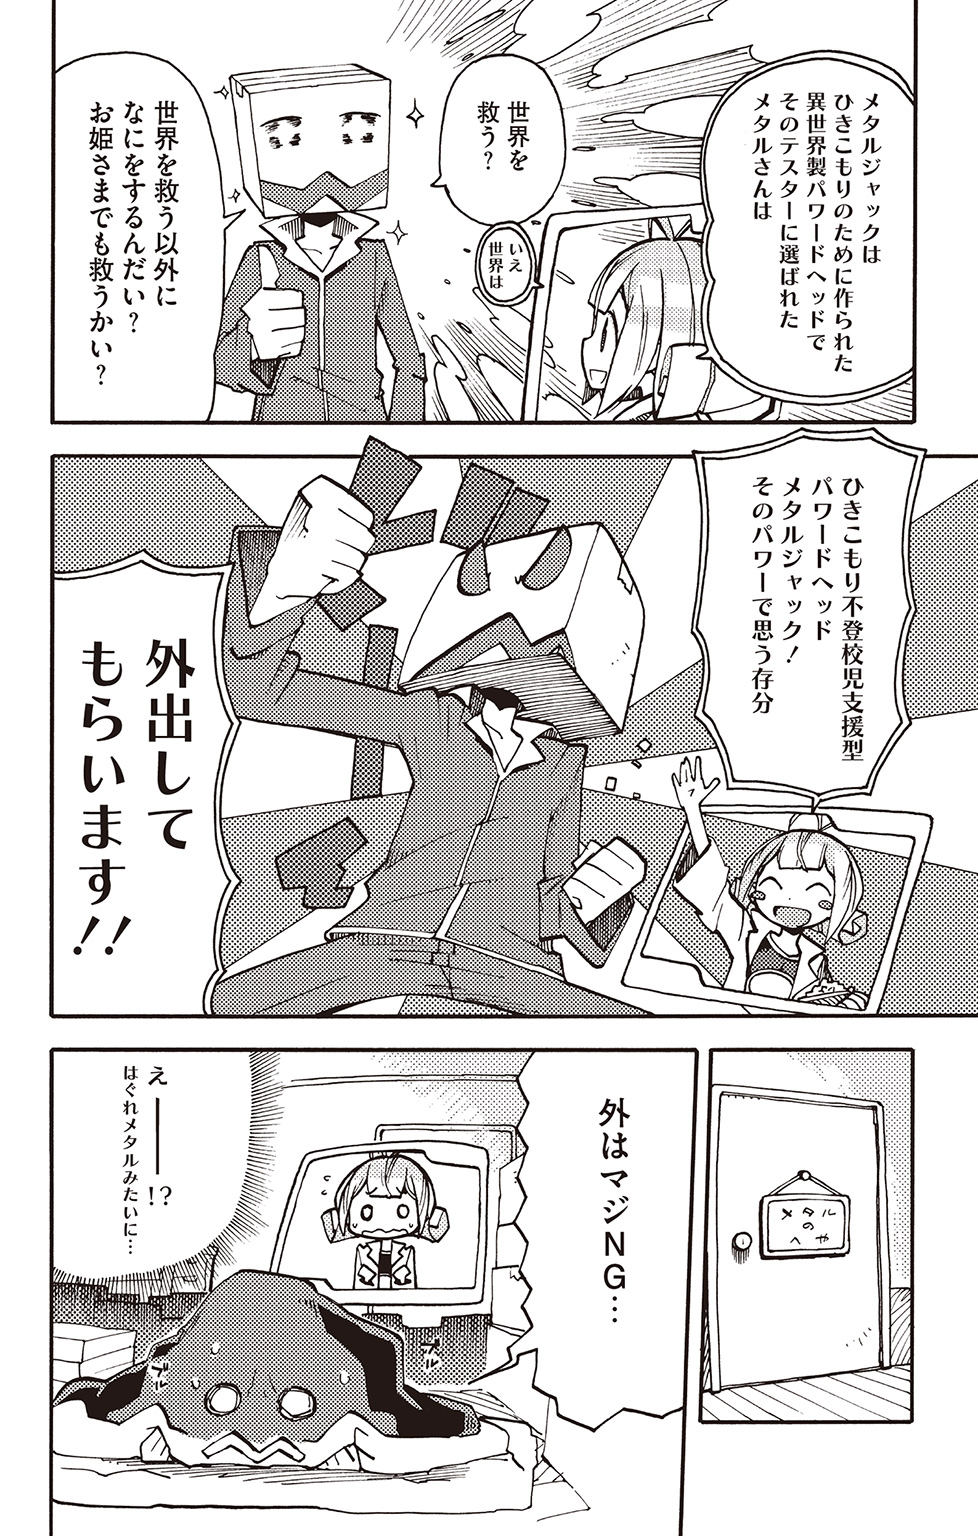 メタルジャックは
ひきこもりのために作られた
異世界製パワードヘッドで
そのテスターに選ばれた
メタルさんは
世界を
救う?
いえ
世界は
世界を救う以外に
なにをするんだい?
お姫さまでも救うかい?
ひきこもり不登校児支援型
パワードヘッド
メタルジャック!
そのパワーで思う存分
外出して
もらいます!!
メタル
の
へや
外はマジNG…
え――!?
はぐれメタルみたいに…
ズル
ズル